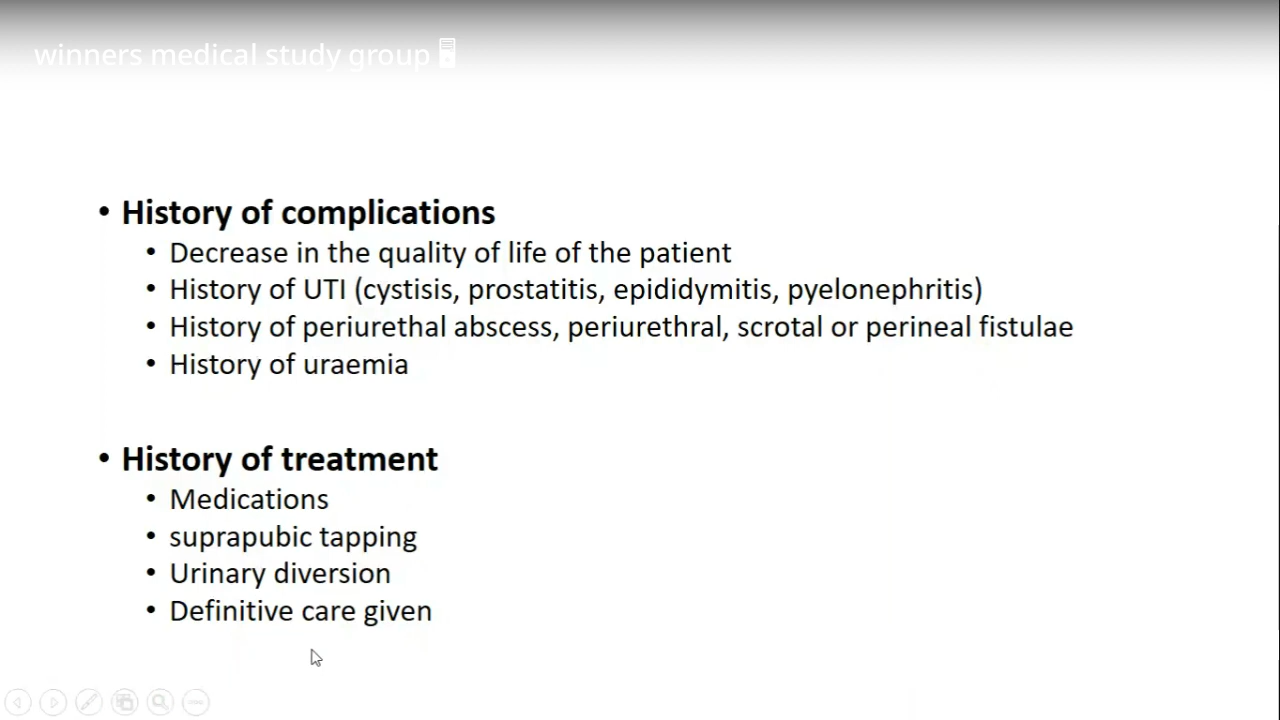 winners medical study group
• History of complications
• Decrease in the quality of life of the patient
• History of UTI (cystisis, prostatitis, epididymitis, pyelonephritis)
• History of periurethal abscess, periurethral, scrotal or perineal fistulae
• History of uraemia
• History of treatment
• Medications
• suprapubic tapping
• Urinary diversion
• Definitive care given